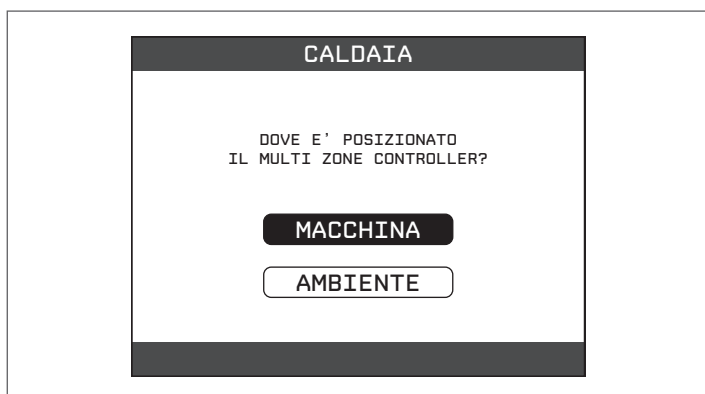 CALDAIA
DOVE E' POSIZIONATO
IL MULTI ZONE CONTROLLER?
MACCHINA
AMBIENTE